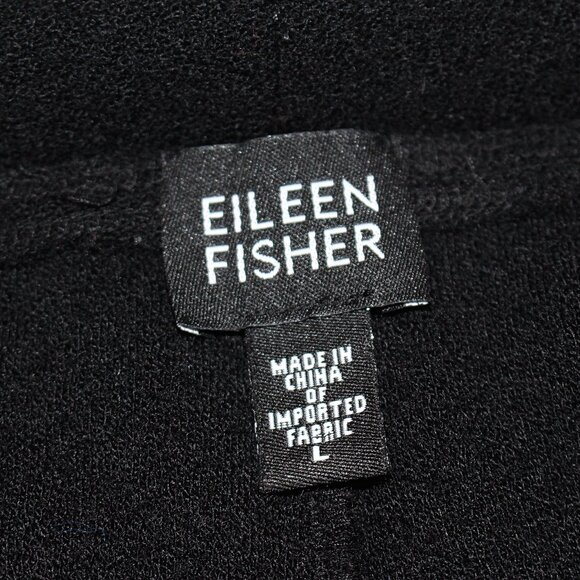 EILEEN
FISHER
MADE IN
CHINA
OF
IMPORTED
FABRIC
L